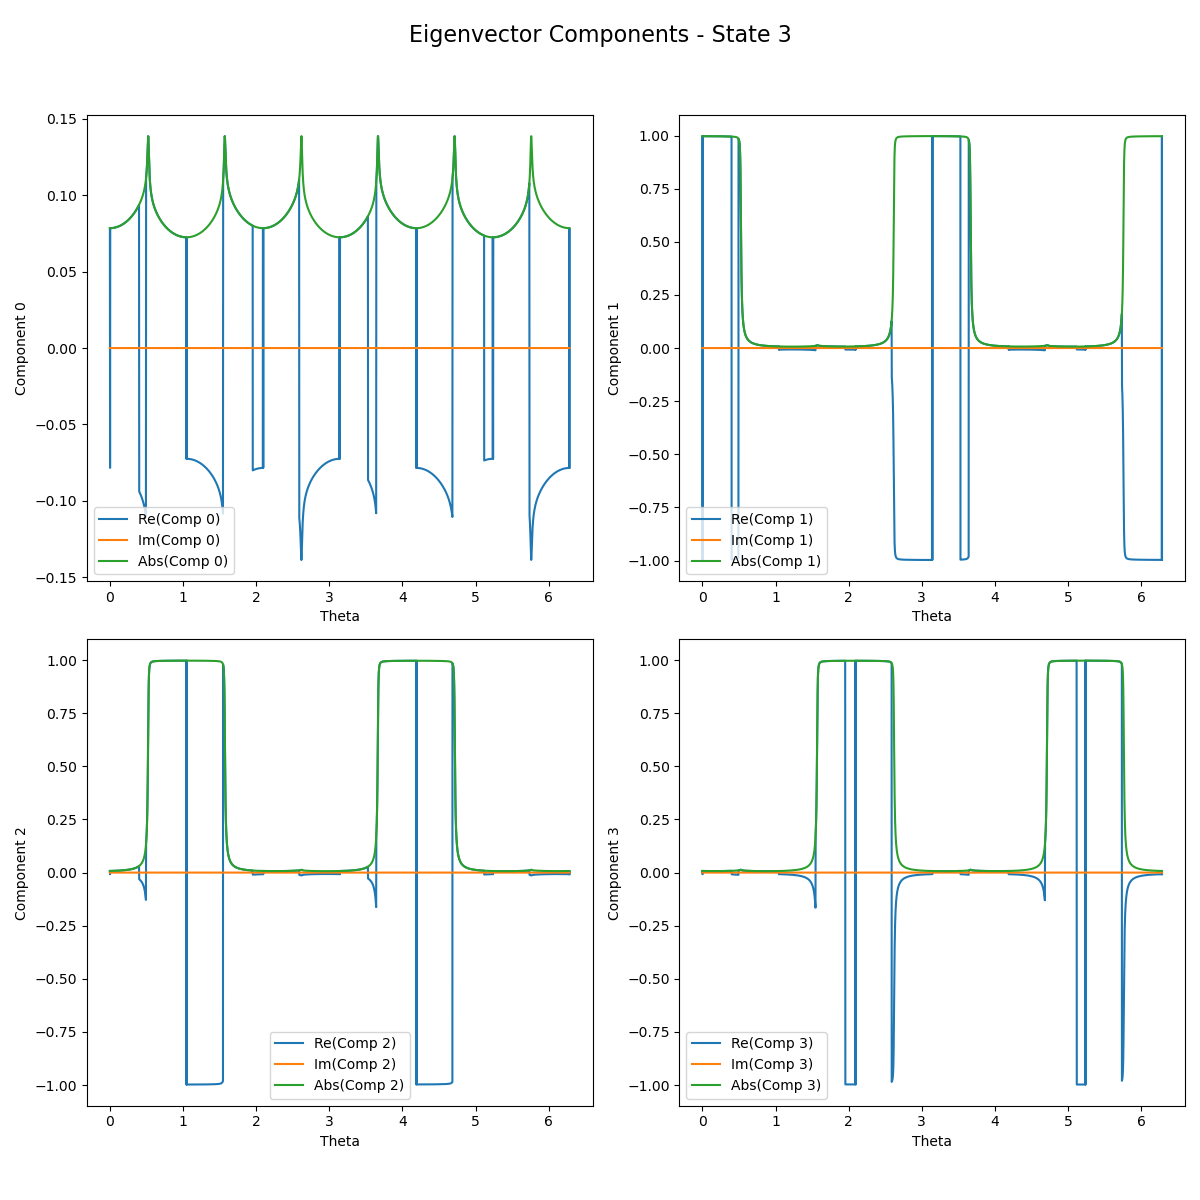 Eigenvector Components - State 3
0.15
0.10
0.05
0.00
−0.05
−0.10
−0.15
Component 0
Re(Comp 0)
Im(Comp 0)
Abs(Comp 0)
0 1 2 3 4 5 6
Theta
1.00
0.75
0.50
0.25
0.00
−0.25
−0.50
−0.75
−1.00
Component 1
Re(Comp 1)
Im(Comp 1)
Abs(Comp 1)
0 1 2 3 4 5 6
Theta
1.00
0.75
0.50
0.25
0.00
−0.25
−0.50
−0.75
−1.00
Component 2
Re(Comp 2)
Im(Comp 2)
Abs(Comp 2)
0 1 2 3 4 5 6
Theta
1.00
0.75
0.50
0.25
0.00
−0.25
−0.50
−0.75
−1.00
Component 3
Re(Comp 3)
Im(Comp 3)
Abs(Comp 3)
0 1 2 3 4 5 6
Theta